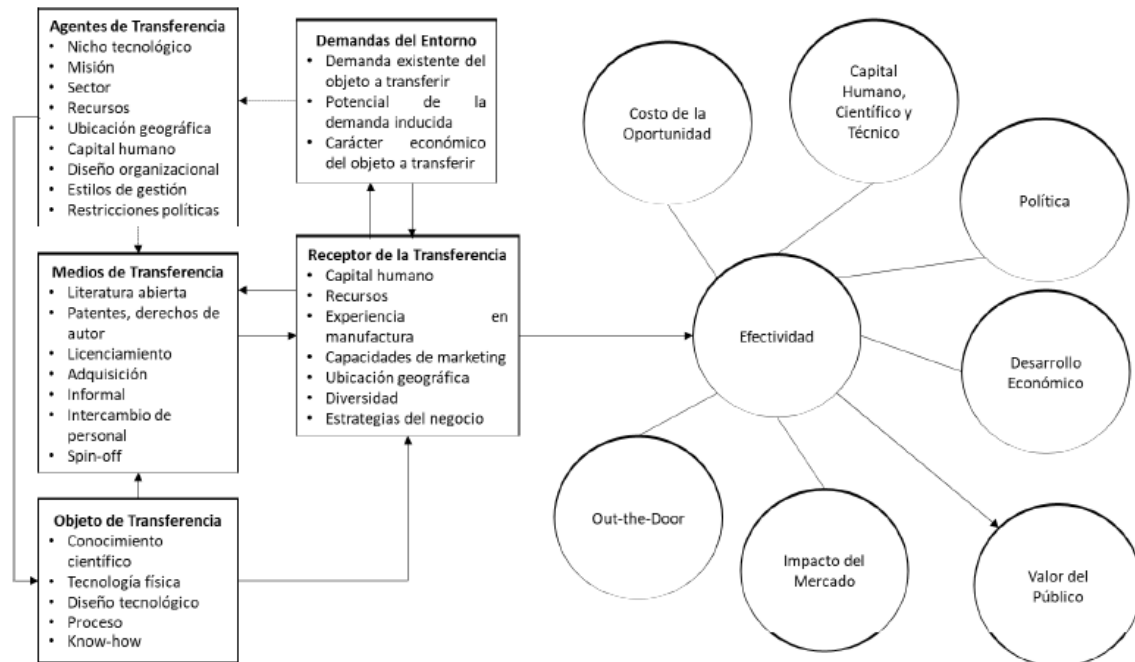 Agentes de Transferencia
• Nicho tecnológico
• Misión
• Sector
• Recursos
• Ubicación geográfica
• Capital humano
• Diseño organizacional
• Estilos de gestión
• Restricciones políticas
Demandas del Entorno
• Demanda existente del
objeto a transferir
• Potencial de la
demanda inducida
• Carácter económico
del objeto a transferir
Medios de Transferencia
• Literatura abierta
• Patentes, derechos de
autor
• Licenciamiento
• Adquisición
• Informal
• Intercambio de
personal
• Spin-off
Receptor de la Transferencia
• Capital humano
• Recursos
• Experiencia en
manufactura
• Capacidades de marketing
• Ubicación geográfica
• Diversidad
• Estrategias del negocio
Objeto de Transferencia
• Conocimiento
científico
• Tecnología física
• Diseño tecnológico
• Proceso
• Know-how
Costo de la
Oportunidad
Capital
Humano,
Científico y
Técnico
Política
Efectividad
Desarrollo
Económico
Out-the-Door
Impacto del
Mercado
Valor del
Público